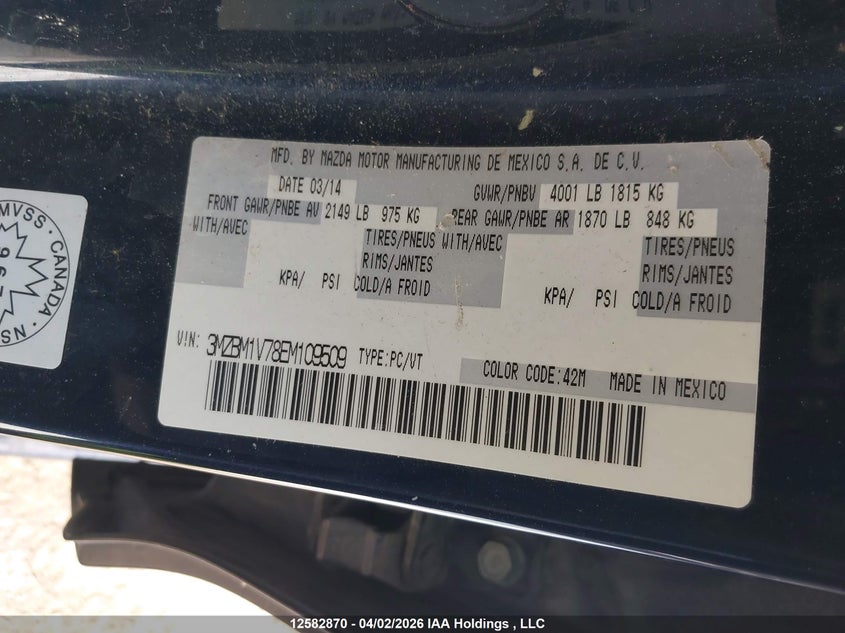 MFD. BY MAZDA MOTOR MANUFACTURING DE MEXICO S.A. DE C.V.
DATE 03/14 GVWR/PNBV 4001 LB 1815 KG
FRONT GAWR/PNBE AV 2149 LB 975 KG REAR GAWR/PNBE AR 1870 LB 848 KG
WITH/AVEC TIRES/PNEUS WITH/AVEC TIRES/PNEUS
RIMS/JANTES RIMS/JANTES
KPA/ PSI COLD/A FROID KPA/ PSI COLD/A FROID
VIN: 3MZBM1V78EM109509 TYPE:PC/VT COLOR CODE:42M MADE IN MEXICO
MVSS · CANADA · NS
12582870 - 04/02/2026 IAA Holdings , LLC